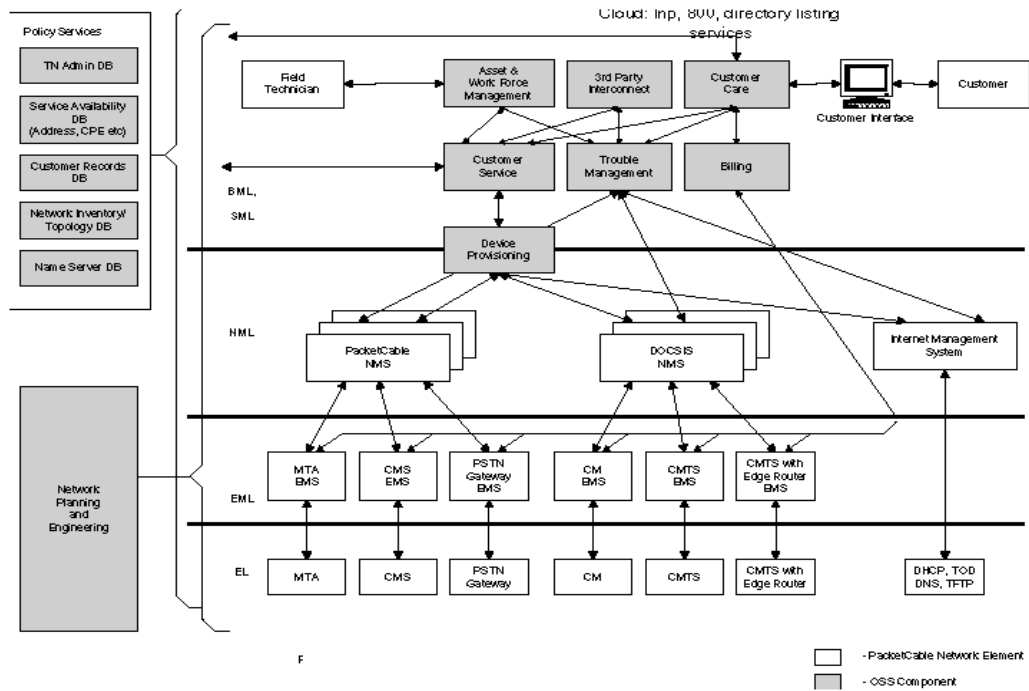 Cloud: lnp, 800, directory listing
services
Policy Services
TN Admin DB
Service Availability
DB
(Address, CPE etc)
Customer Records
DB
Network Inventory/
Topology DB
Name Server DB
Field
Technician
Asset &
Work Force
Management
3rd Party
Interconnect
Customer
Care
Customer Interface
Customer
Customer
Service
Trouble
Management
Billing
BML,
SML
Device
Provisioning
NML
PacketCable
NMS
DOCSIS
NMS
Internet Management
System
Network
Planning
and
Engineering
EML
MTA
EMS
CMS
EMS
PSTN
Gateway
EMS
CM
EMS
CMTS
EMS
CMTS with
Edge Router
EMS
EL
MTA
CMS
PSTN
Gateway
CM
CMTS
CMTS with
Edge Router
DHCP, TOD
DNS, TFTP
F
- PacketCable Network Element
- OSS Component